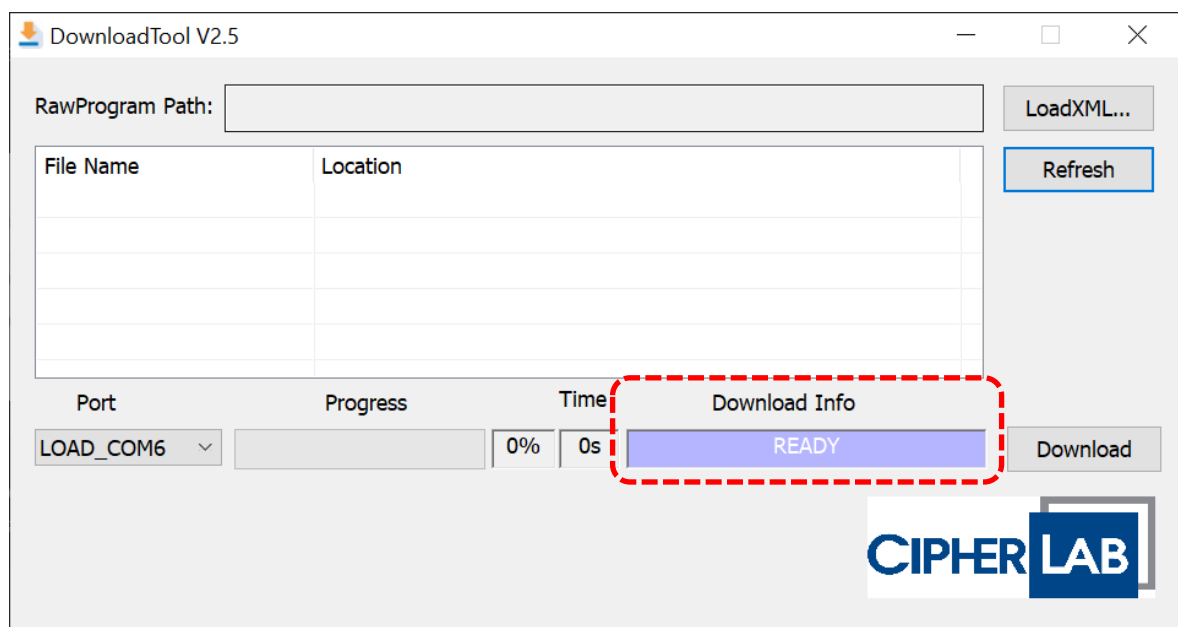 DownloadTool V2.5
RawProgram Path:
LoadXML...
File Name Location
Refresh
Port Progress Time Download Info
LOAD_COM6 0% 0s READY Download
CIPHERLAB